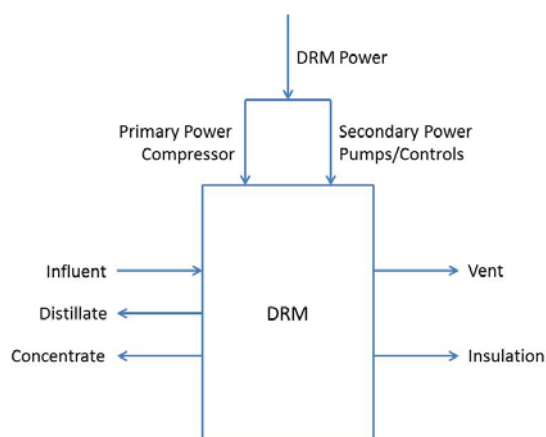 DRM Power
Primary Power
Compressor
Secondary Power
Pumps/Controls
Influent
Distillate
Concentrate
DRM
Vent
Insulation